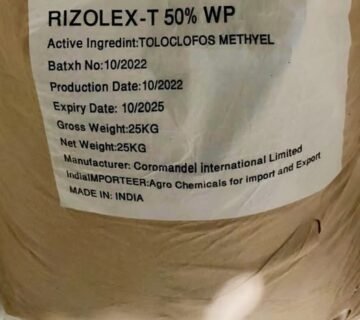 RIZOLEX-T 50% WP
Active Ingredint:TOLOCLOFOS METHYEL
Batxh No:10/2022
Production Date: 10/2022
Expiry Date: 10/2025
Gross Weight:25KG
Net Weight:25KG
Manufacturer: Coromandel international Limited
IndiaIMPORTEER:Agro Chemicals for import and Export
MADE IN: INDIA